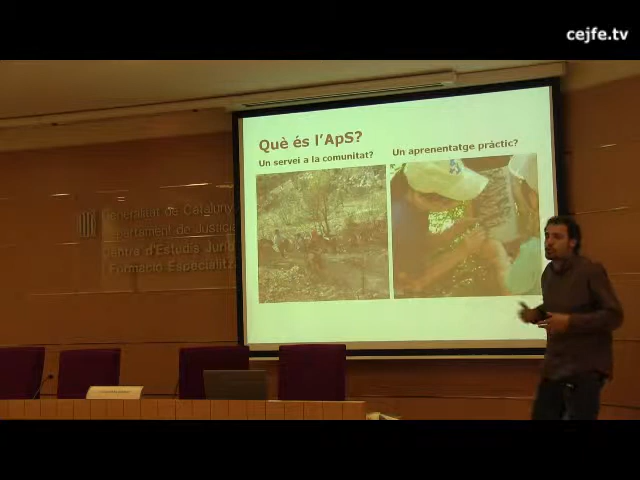 cejfe.tv
Què és l'ApS?
Un servei a la comunitat?
Un aprenentatge pràctic?
Generalitat de Catalunya
Departament de Justícia
Centre d'Estudis Jurídics
Formació Especialitzada